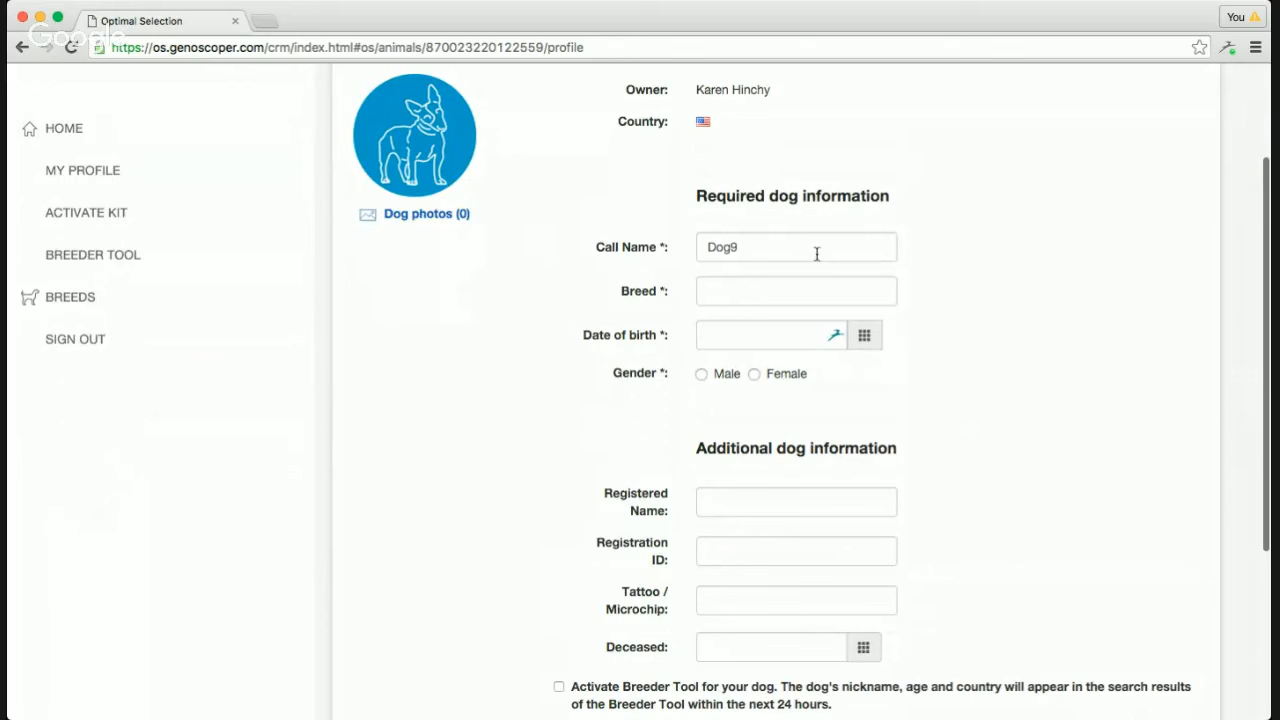 Optimal Selection
You
Google
https://os.genoscoper.com/crm/index.html#os/animals/870023220122559/profile
HOME
MY PROFILE
ACTIVATE KIT
BREEDER TOOL
BREEDS
SIGN OUT
Dog photos (0)
Owner: Karen Hinchy
Country:
Required dog information
Call Name *: Dog9
Breed *:
Date of birth *:
Gender *: Male Female
Additional dog information
Registered
Name:
Registration
ID:
Tattoo /
Microchip:
Deceased:
Activate Breeder Tool for your dog. The dog's nickname, age and country will appear in the search results
of the Breeder Tool within the next 24 hours.